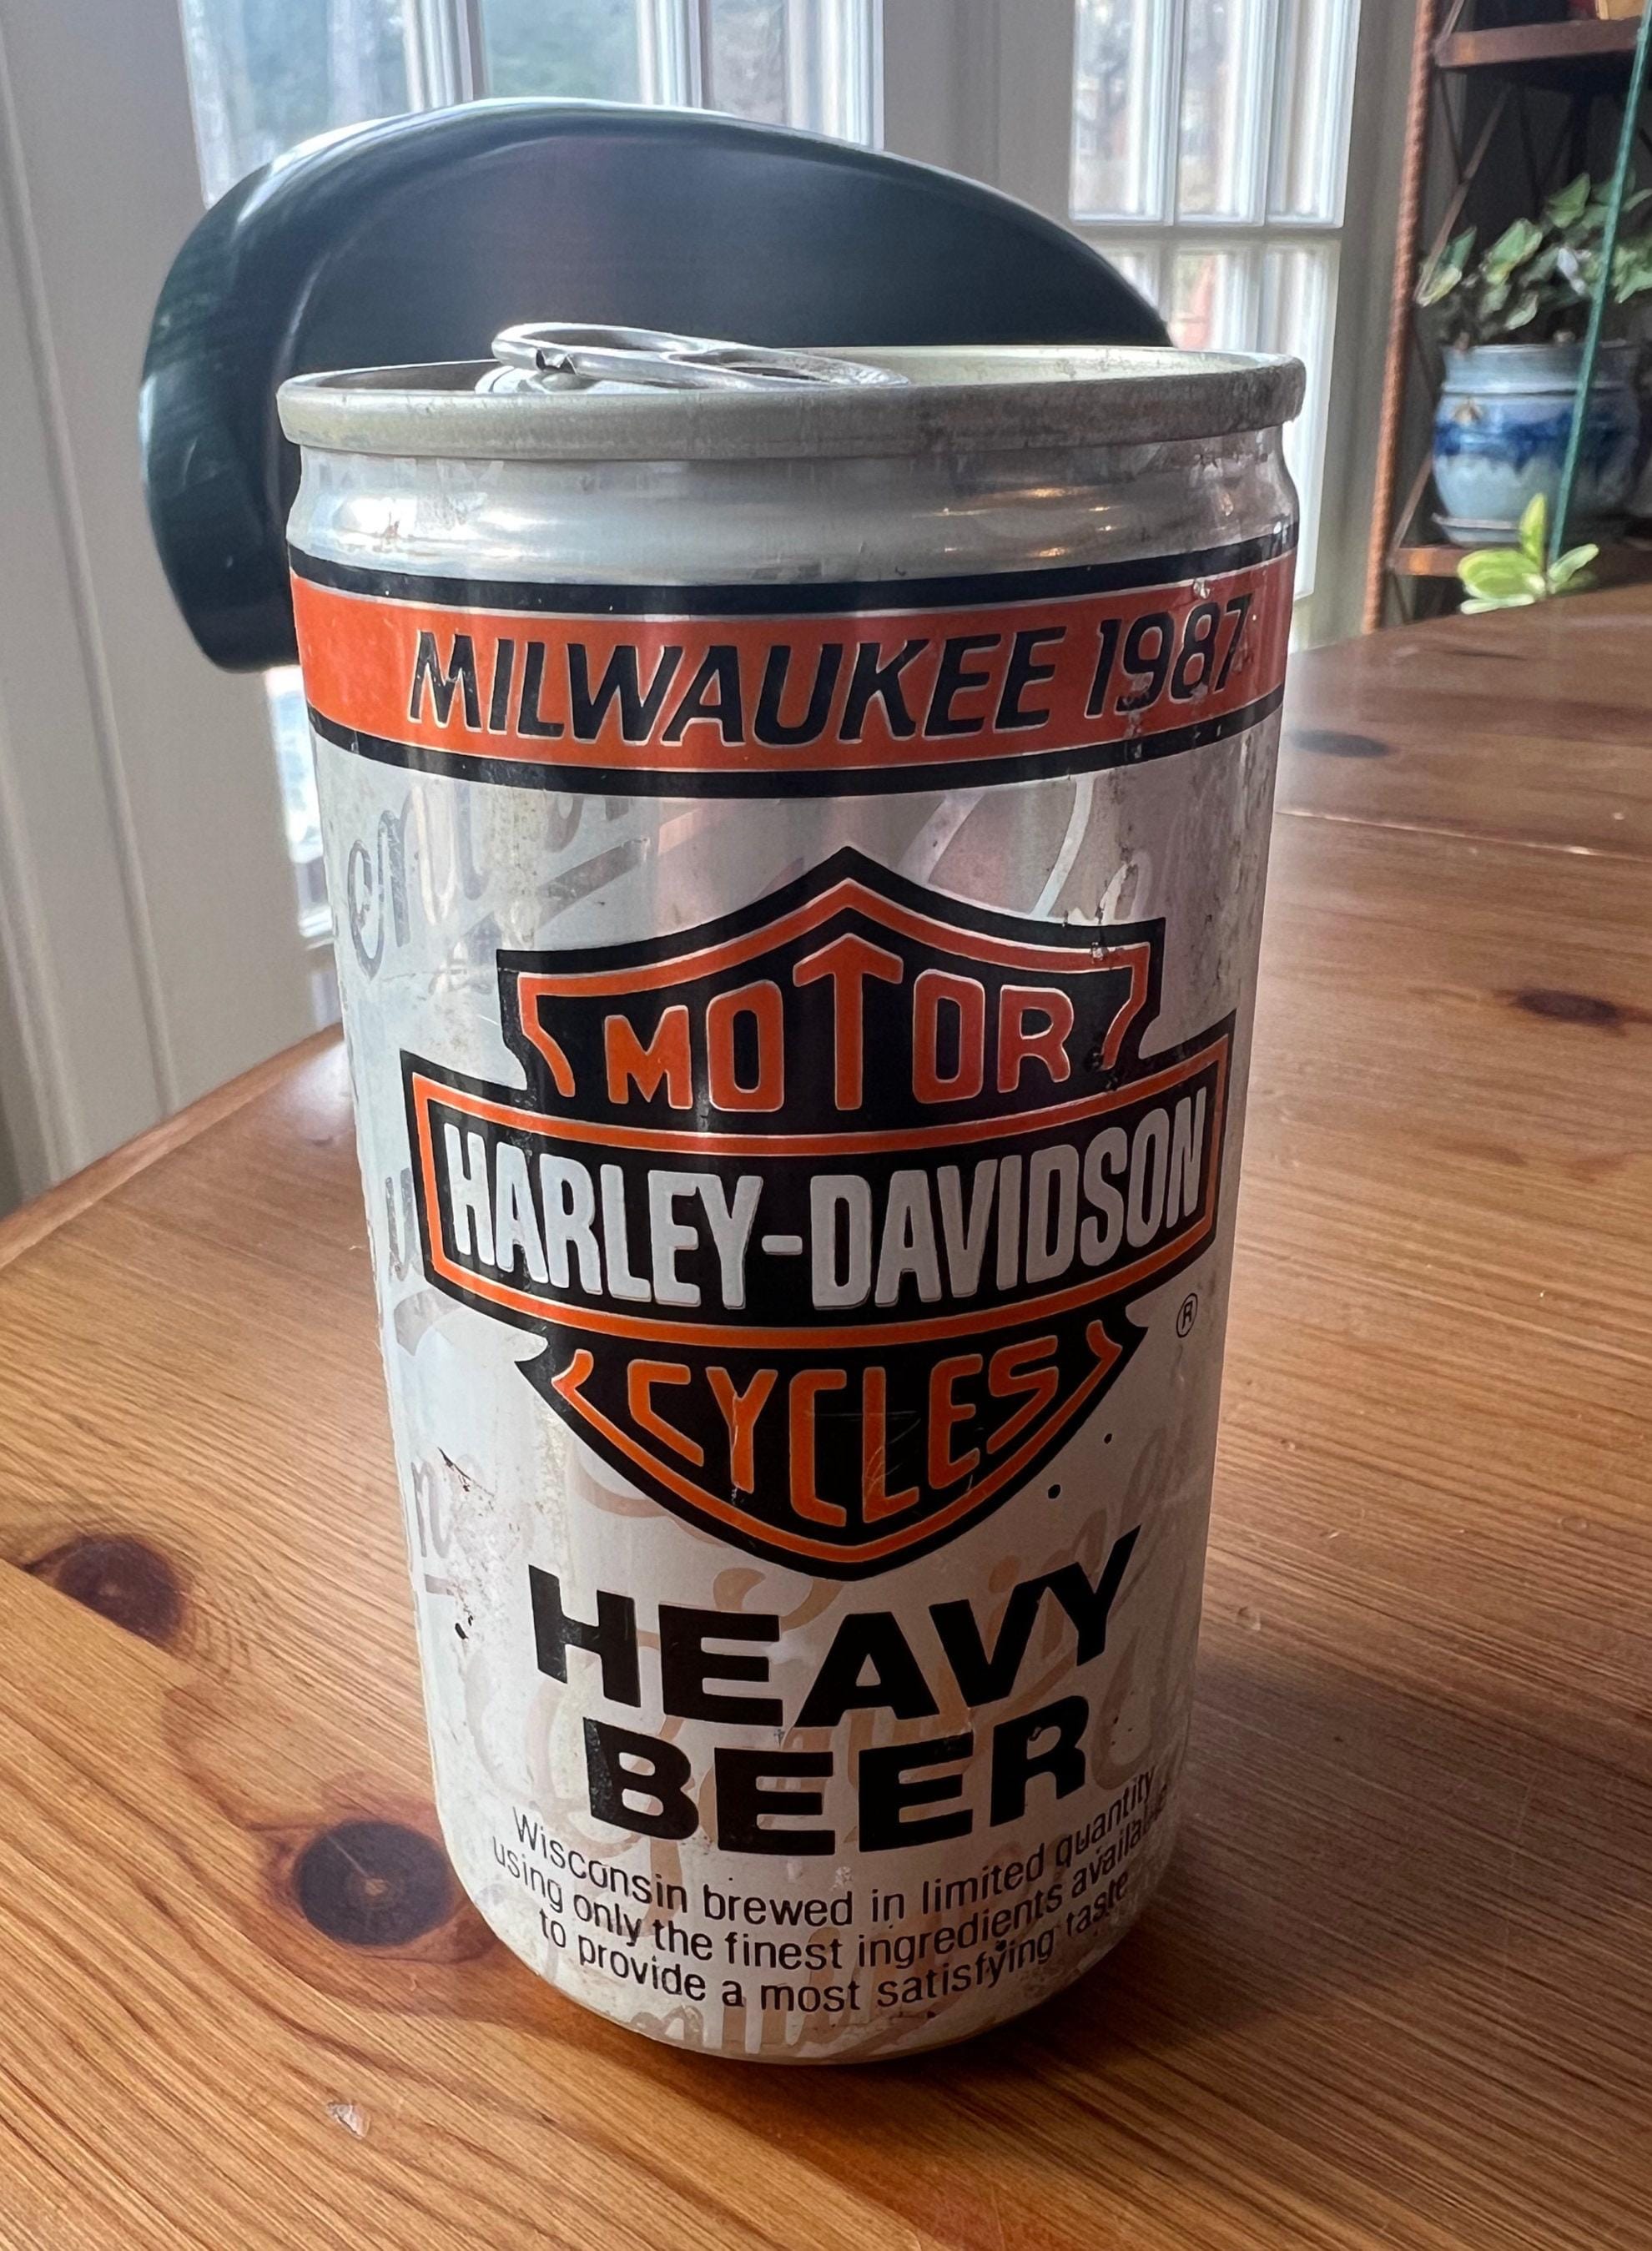 MILWAUKEE 1987
MOTOR
HARLEY-DAVIDSON
®
CYCLES
HEAVY
BEER
Wisconsin brewed in limited quantity
using only the finest ingredients available
to provide a most satisfying taste